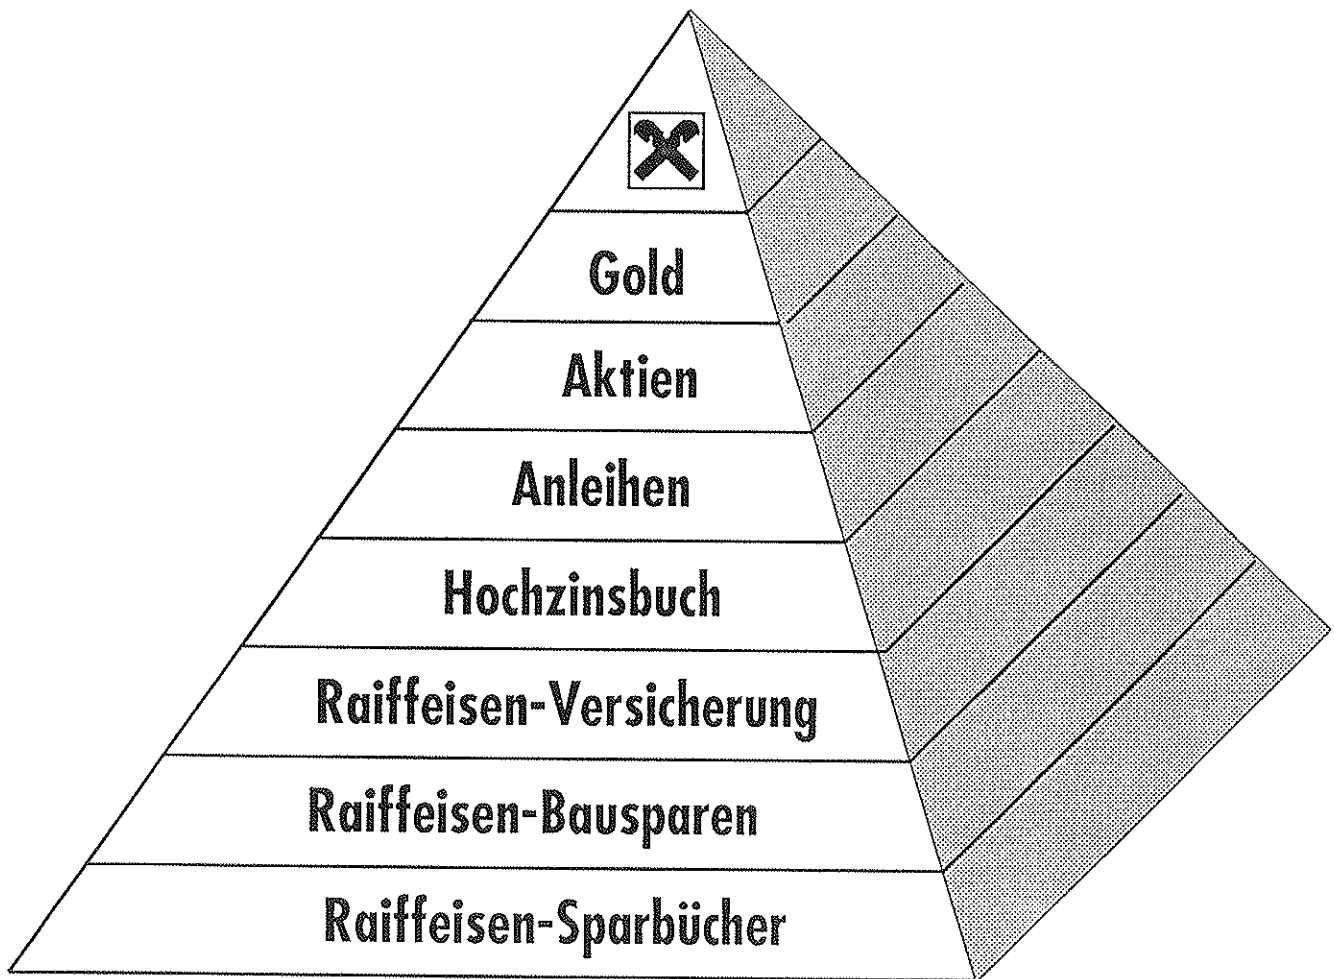 Gold
Aktien
Anleihen
Hochzinsbuch
Raiffeisen-Versicherung
Raiffeisen-Bausparen
Raiffeisen-Sparbücher